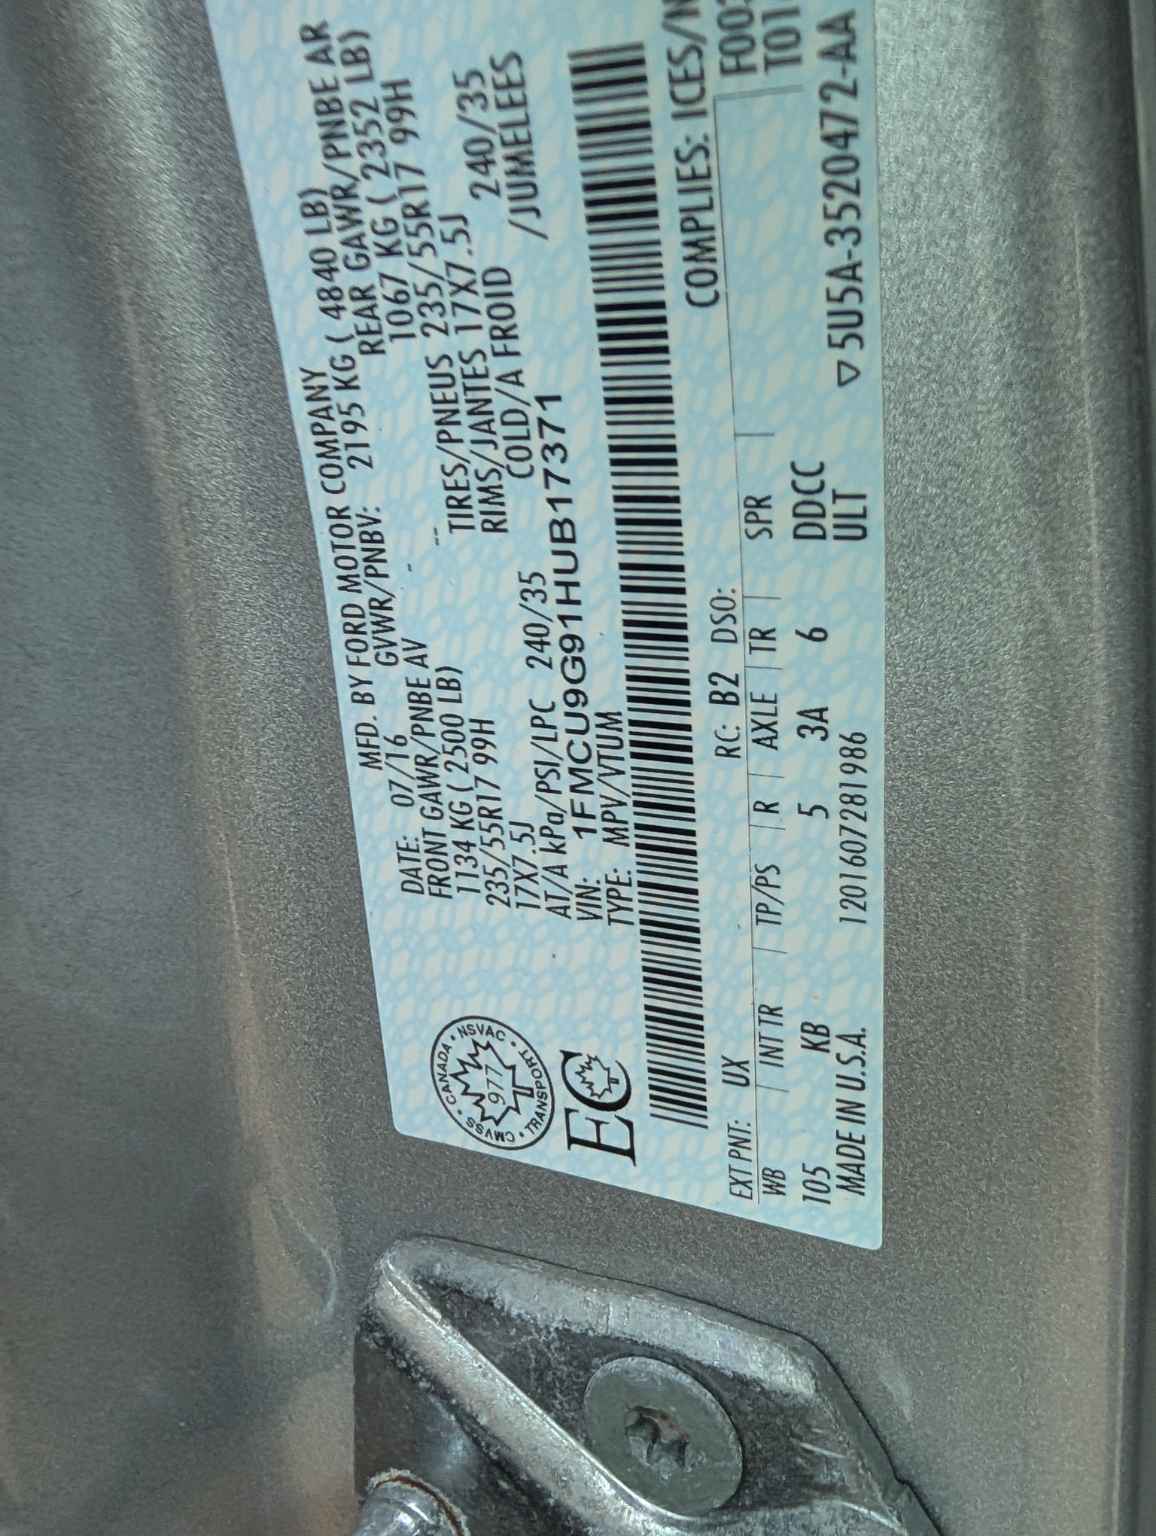 MFD. BY FORD MOTOR COMPANY
DATE: 07/16 GVWR/PNBV: 2195 KG ( 4840 LB)
FRONT GAWR/PNBE AV REAR GAWR/PNBE AR
1134 KG ( 2500 LB) 1067 KG ( 2352 LB)
235/55R17 99H TIRES/PNEUS 235/55R17 99H
17X7.5J RIMS/JANTES 17X7.5J
AT/A kPa/PSI/LPC 240/35 COLD/A FROID 240/35
VIN: 1FMCU9G91HUB17371 /JUMELEES
TYPE: MPV/VTUM
CMVSS • CANADA • NSVAC • TRANSPORT •
977
EC
COMPLIES: ICES/N
EXT PNT: UX RC: B2 DSO: F00
WB INT TR TP/PS R AXLE TR SPR T01
105 KB 5 3A 6 DDCC
MADE IN U.S.A. 1201607281986 ULT ▽5U5A-3520472-AA